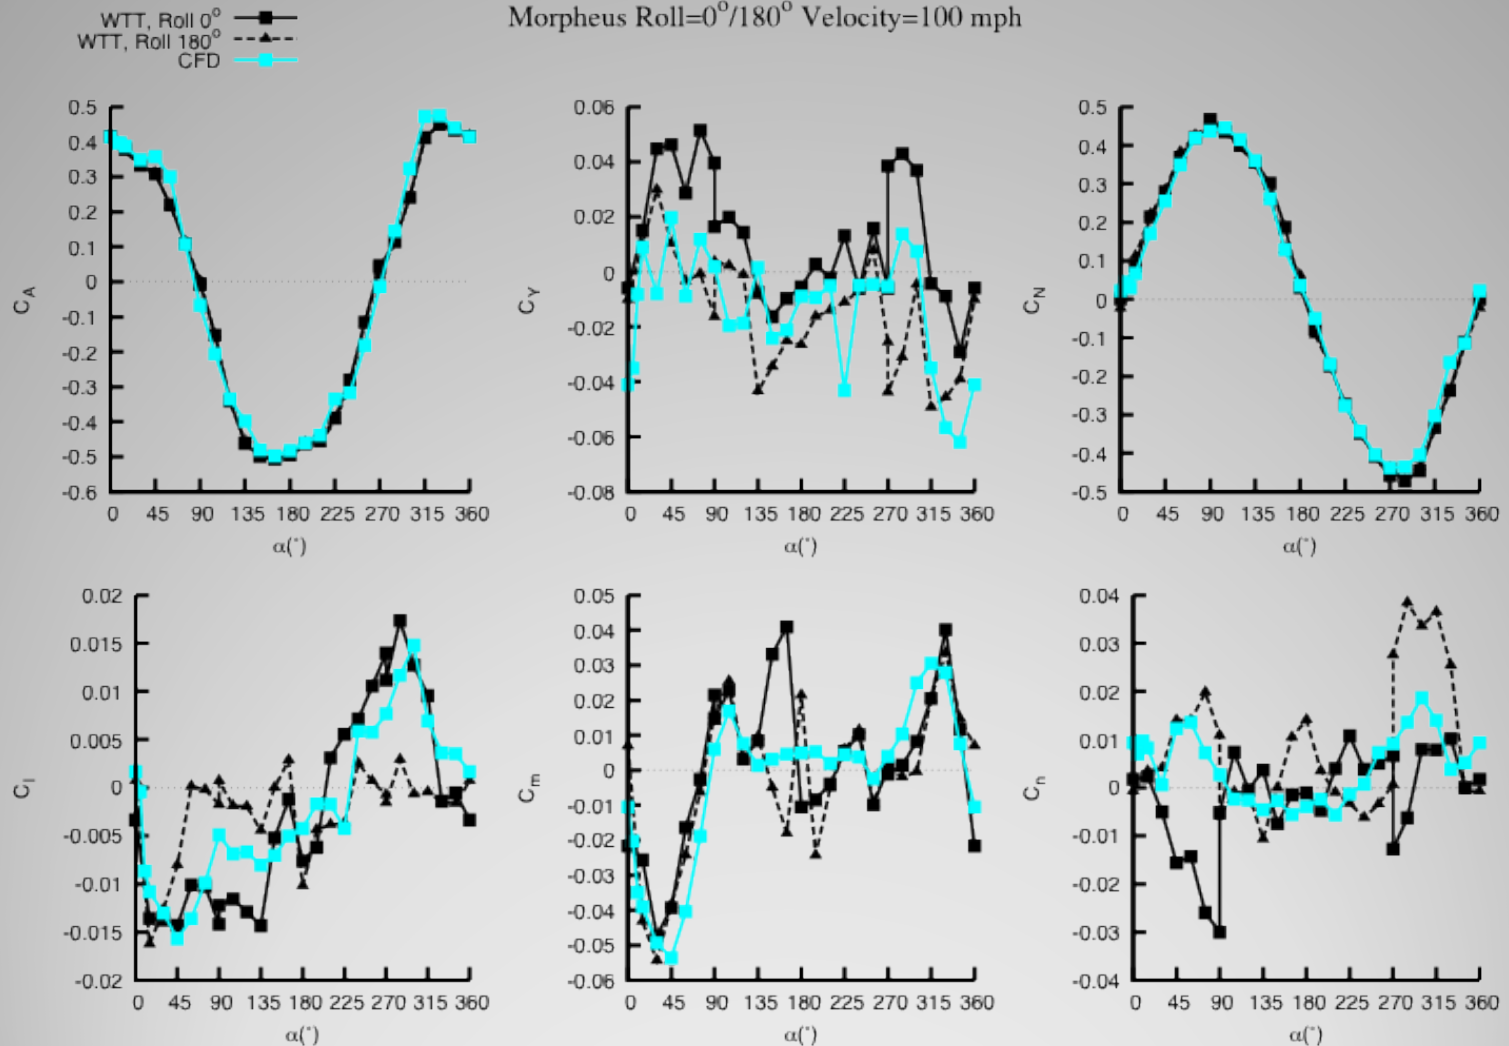 Morpheus Roll=0°/180° Velocity=100 mph
WTT, Roll 0°
WTT, Roll 180°
CFD
0.5
0.4
0.3
0.2
0.1
0
-0.1
-0.2
-0.3
-0.4
-0.5
-0.6
C_A
0 45 90 135 180 225 270 315 360
α(°)
0.06
0.04
0.02
0
-0.02
-0.04
-0.06
-0.08
C_Y
0 45 90 135 180 225 270 315 360
α(°)
0.5
0.4
0.3
0.2
0.1
0
-0.1
-0.2
-0.3
-0.4
-0.5
C_N
0 45 90 135 180 225 270 315 360
α(°)
0.02
0.015
0.01
0.005
0
-0.005
-0.01
-0.015
-0.02
C_l
0 45 90 135 180 225 270 315 360
α(°)
0.05
0.04
0.03
0.02
0.01
0
-0.01
-0.02
-0.03
-0.04
-0.05
-0.06
C_m
0 45 90 135 180 225 270 315 360
α(°)
0.04
0.03
0.02
0.01
0
-0.01
-0.02
-0.03
-0.04
C_n
0 45 90 135 180 225 270 315 360
α(°)